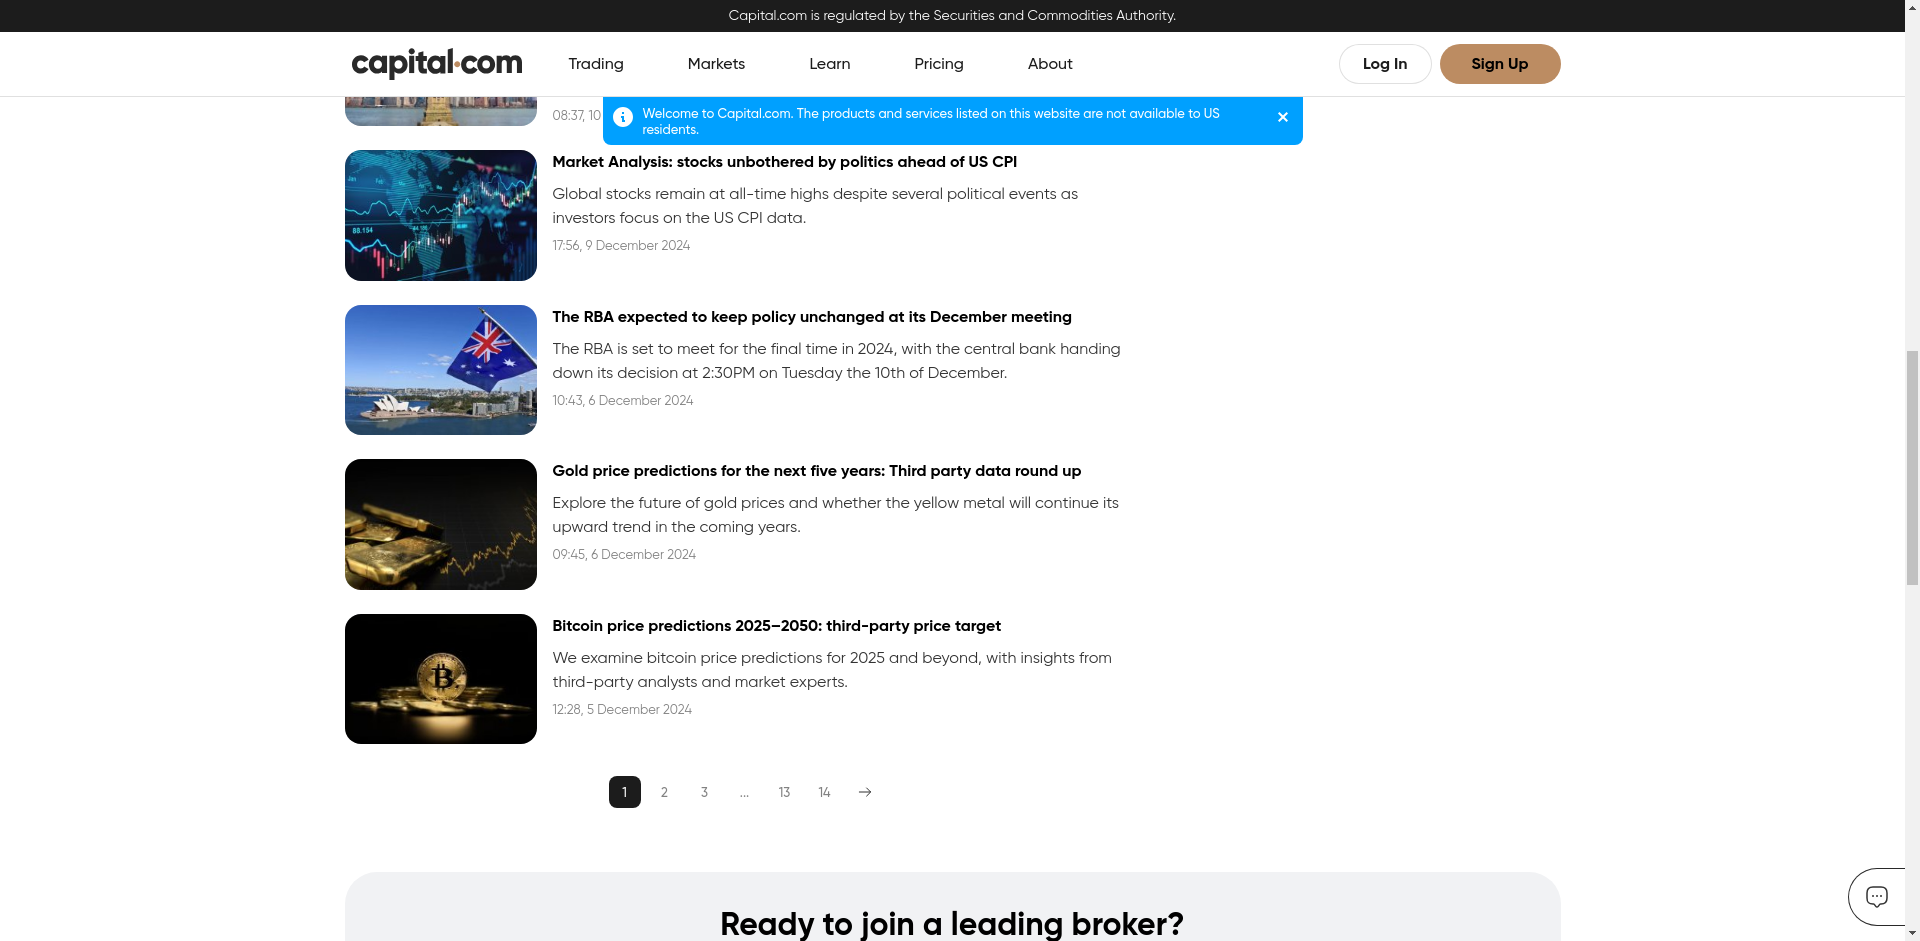 Capital.com is regulated by the Securities and Commodities Authority.
capital.com
Trading
Markets
Learn
Pricing
About
Log In
Sign Up
08:37, 10
Welcome to Capital.com. The products and services listed on this website are not available to US
residents.
Market Analysis: stocks unbothered by politics ahead of US CPI
Global stocks remain at all-time highs despite several political events as
investors focus on the US CPI data.
17:56, 9 December 2024
88.154
The RBA expected to keep policy unchanged at its December meeting
The RBA is set to meet for the final time in 2024, with the central bank handing
down its decision at 2:30PM on Tuesday the 10th of December.
10:43, 6 December 2024
Gold price predictions for the next five years: Third party data round up
Explore the future of gold prices and whether the yellow metal will continue its
upward trend in the coming years.
09:45, 6 December 2024
Bitcoin price predictions 2025–2050: third-party price target
We examine bitcoin price predictions for 2025 and beyond, with insights from
third-party analysts and market experts.
12:28, 5 December 2024
1 2 3 ... 13 14
Ready to join a leading broker?